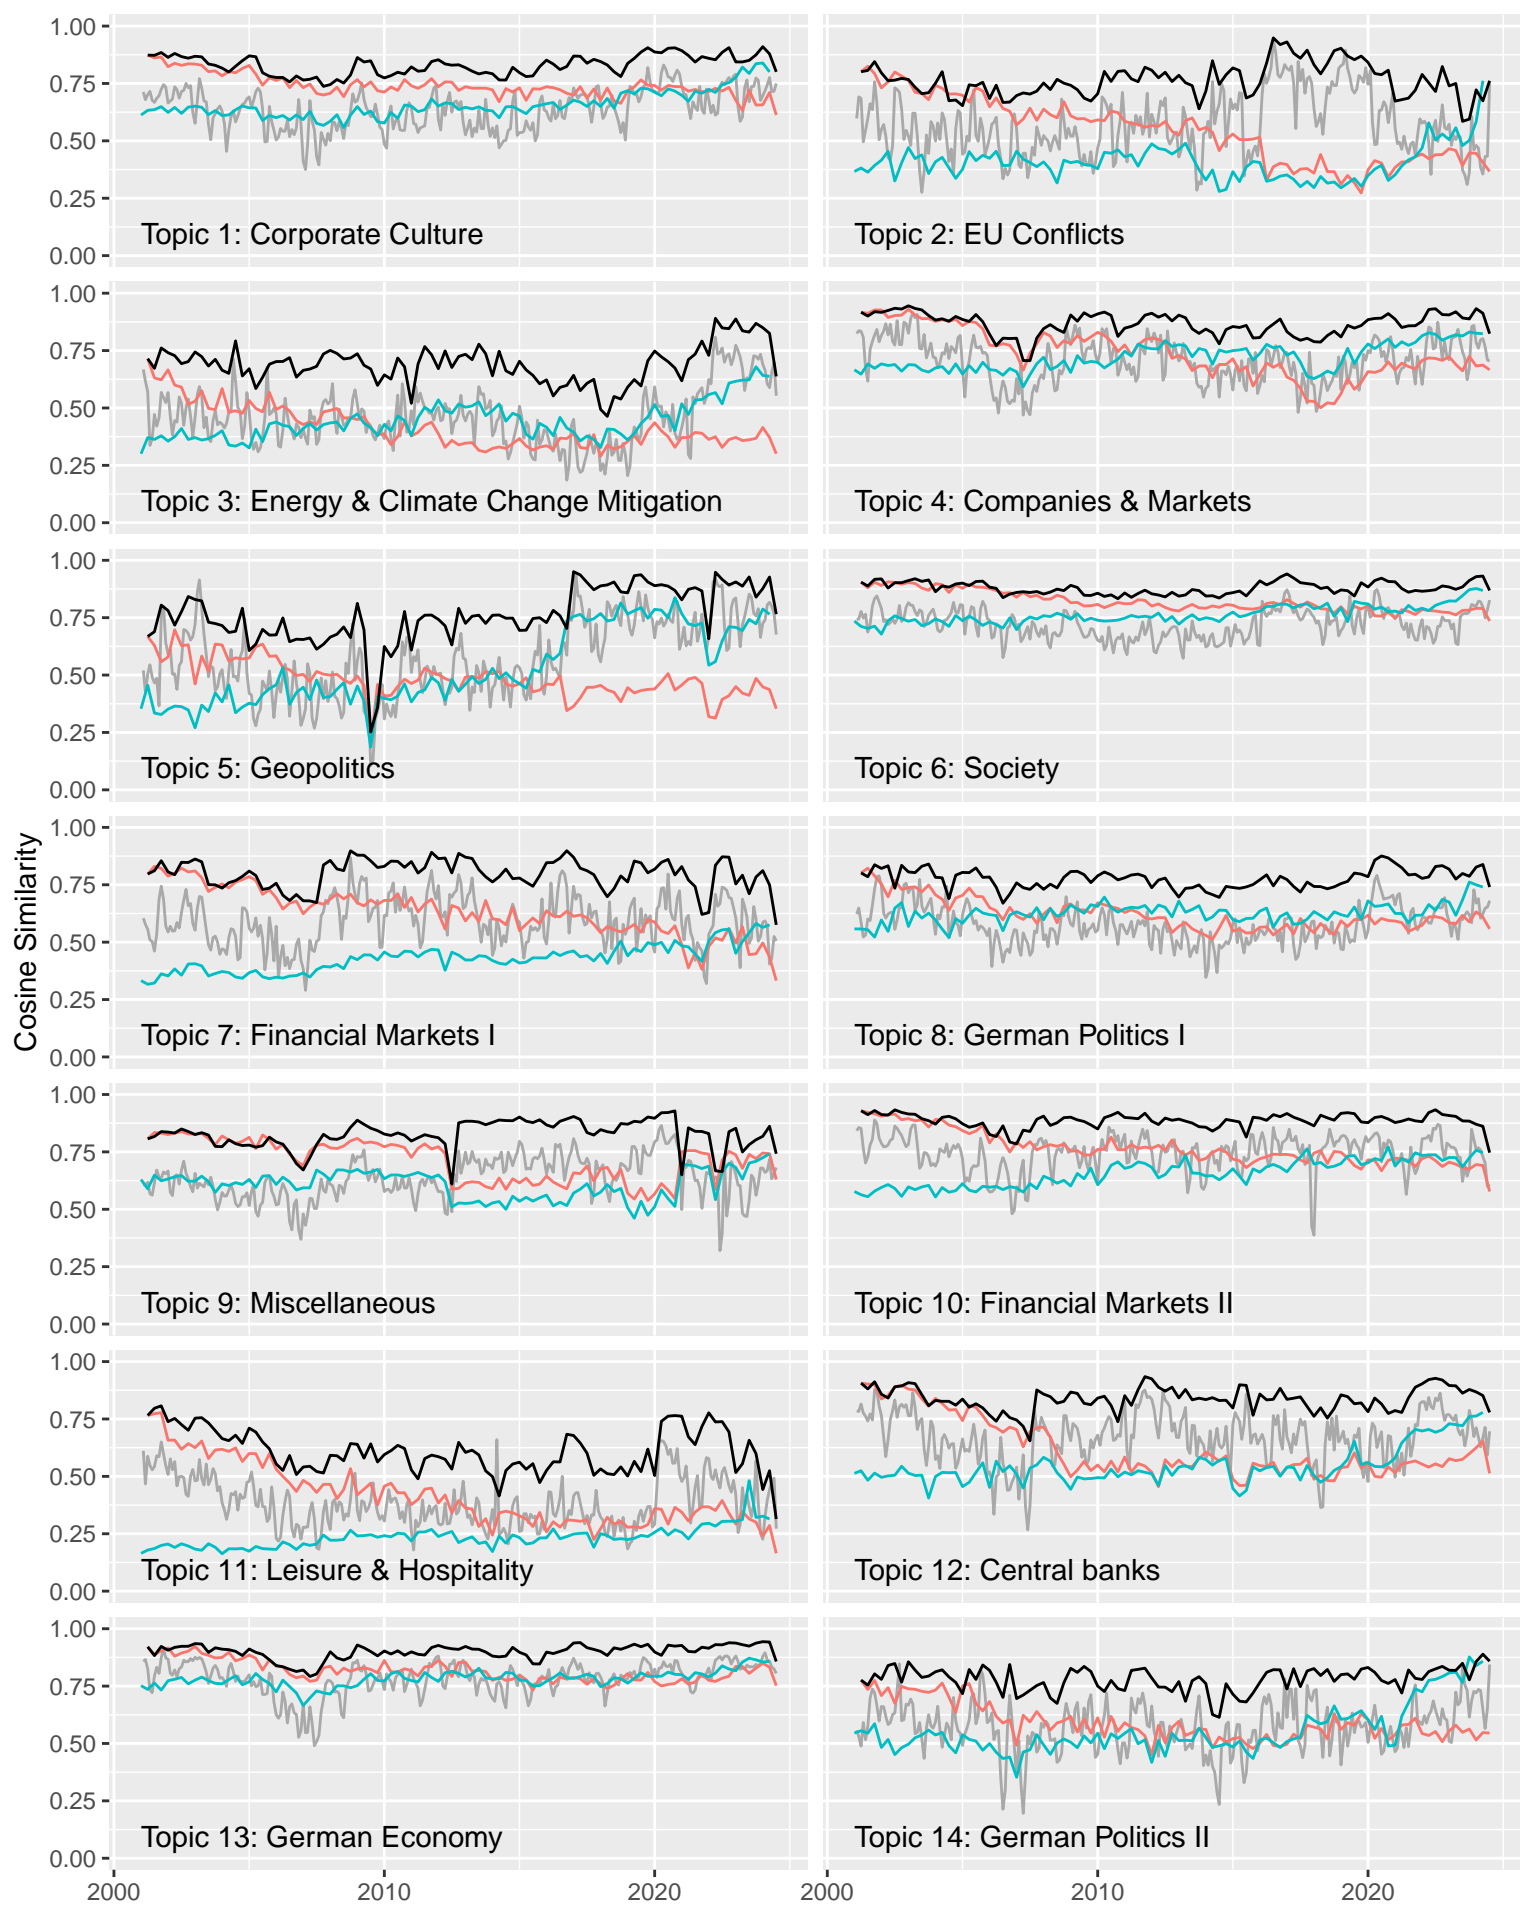 1.00
0.75
0.50
0.25
0.00
Topic 1: Corporate Culture
Topic 2: EU Conflicts
1.00
0.75
0.50
0.25
0.00
Topic 3: Energy & Climate Change Mitigation
Topic 4: Companies & Markets
1.00
0.75
0.50
0.25
0.00
Topic 5: Geopolitics
Topic 6: Society
Cosine Similarity
1.00
0.75
0.50
0.25
0.00
Topic 7: Financial Markets I
Topic 8: German Politics I
1.00
0.75
0.50
0.25
0.00
Topic 9: Miscellaneous
Topic 10: Financial Markets II
1.00
0.75
0.50
0.25
0.00
Topic 11: Leisure & Hospitality
Topic 12: Central banks
1.00
0.75
0.50
0.25
0.00
Topic 13: German Economy
Topic 14: German Politics II
2000 2010 2020 2000 2010 2020